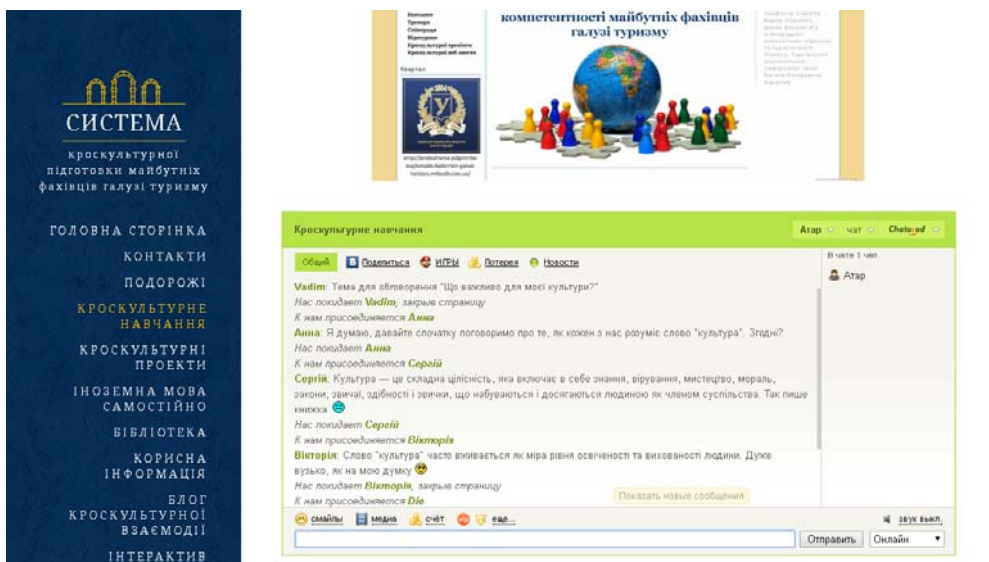 СИСТЕМА
кроскультурної
підготовки майбутніх
фахівців галузі туризму
ГОЛОВНА СТОРІНКА
КОНТАКТИ
ПОДОРОЖІ
КРОСКУЛЬТУРНЕ
НАВЧАННЯ
КРОСКУЛЬТУРНІ
ПРОЕКТИ
ІНОЗЕМНА МОВА
САМОСТІЙНО
БІБЛІОТЕКА
КОРИСНА
ІНФОРМАЦІЯ
БЛОГ
КРОСКУЛЬТУРНОЇ
ВЗАЄМОДІЇ
ІНТЕРАКТИВ
компетентності майбутніх фахівців
галузі туризму
Кроскультурне навчання
Атар чат Chatovod
Общий Поделиться ИГРЫ Лотерея Новости
Vadim: Тема для обговорення "Що важливо для моєї культури?"
Нас покидает Vadim, закрыв страницу
К нам присоединяется Анна
Анна: Я думаю, давайте спочатку поговоримо про те, як кожен з нас розуміє слово "культура". Згодні?
Нас покидает Анна
К нам присоединяется Сергій
Сергій: Культура — це складна цілісність, яка включає в себе знання, вірування, мистецтво, мораль,
закони, звичаї, здібності і звички, що набуваються і досягаються людиною як членом суспільства. Так пише
книжка
Нас покидает Сергій
К нам присоединяется Вікторія
Вікторія: Слово "культура" часто вживається як міра рівня освіченості та вихованості людини. Дуже
вузько, як на мою думку
Нас покидает Вікторія, закрыв страницу
К нам присоединяется Die
Показать новые сообщения
В чате 1 чел.
Атар
смайлы медиа счёт еще...
звук выкл.
Отправить Онлайн